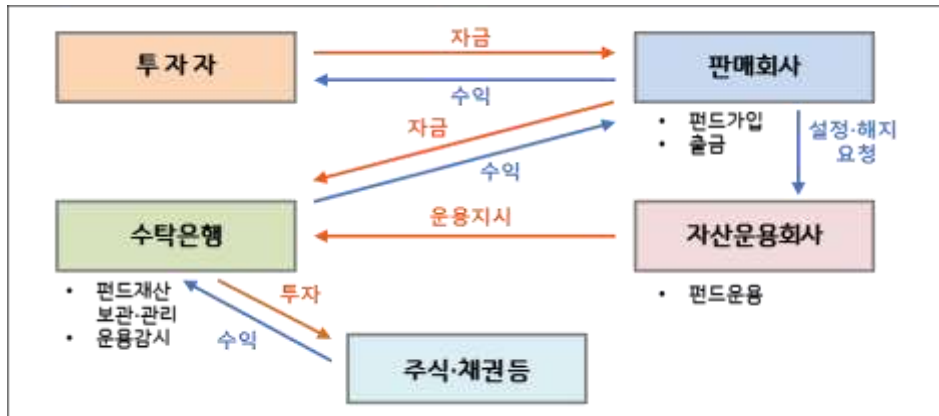 자금
투 자 자
판매회사
수익
• 펀드가입
• 출금
설정·해지
요청
자금
수익
수탁은행
운용지시
자산운용회사
• 펀드재산
보관·관리
• 운용감시
투자
수익
• 펀드운용
주식·채권 등